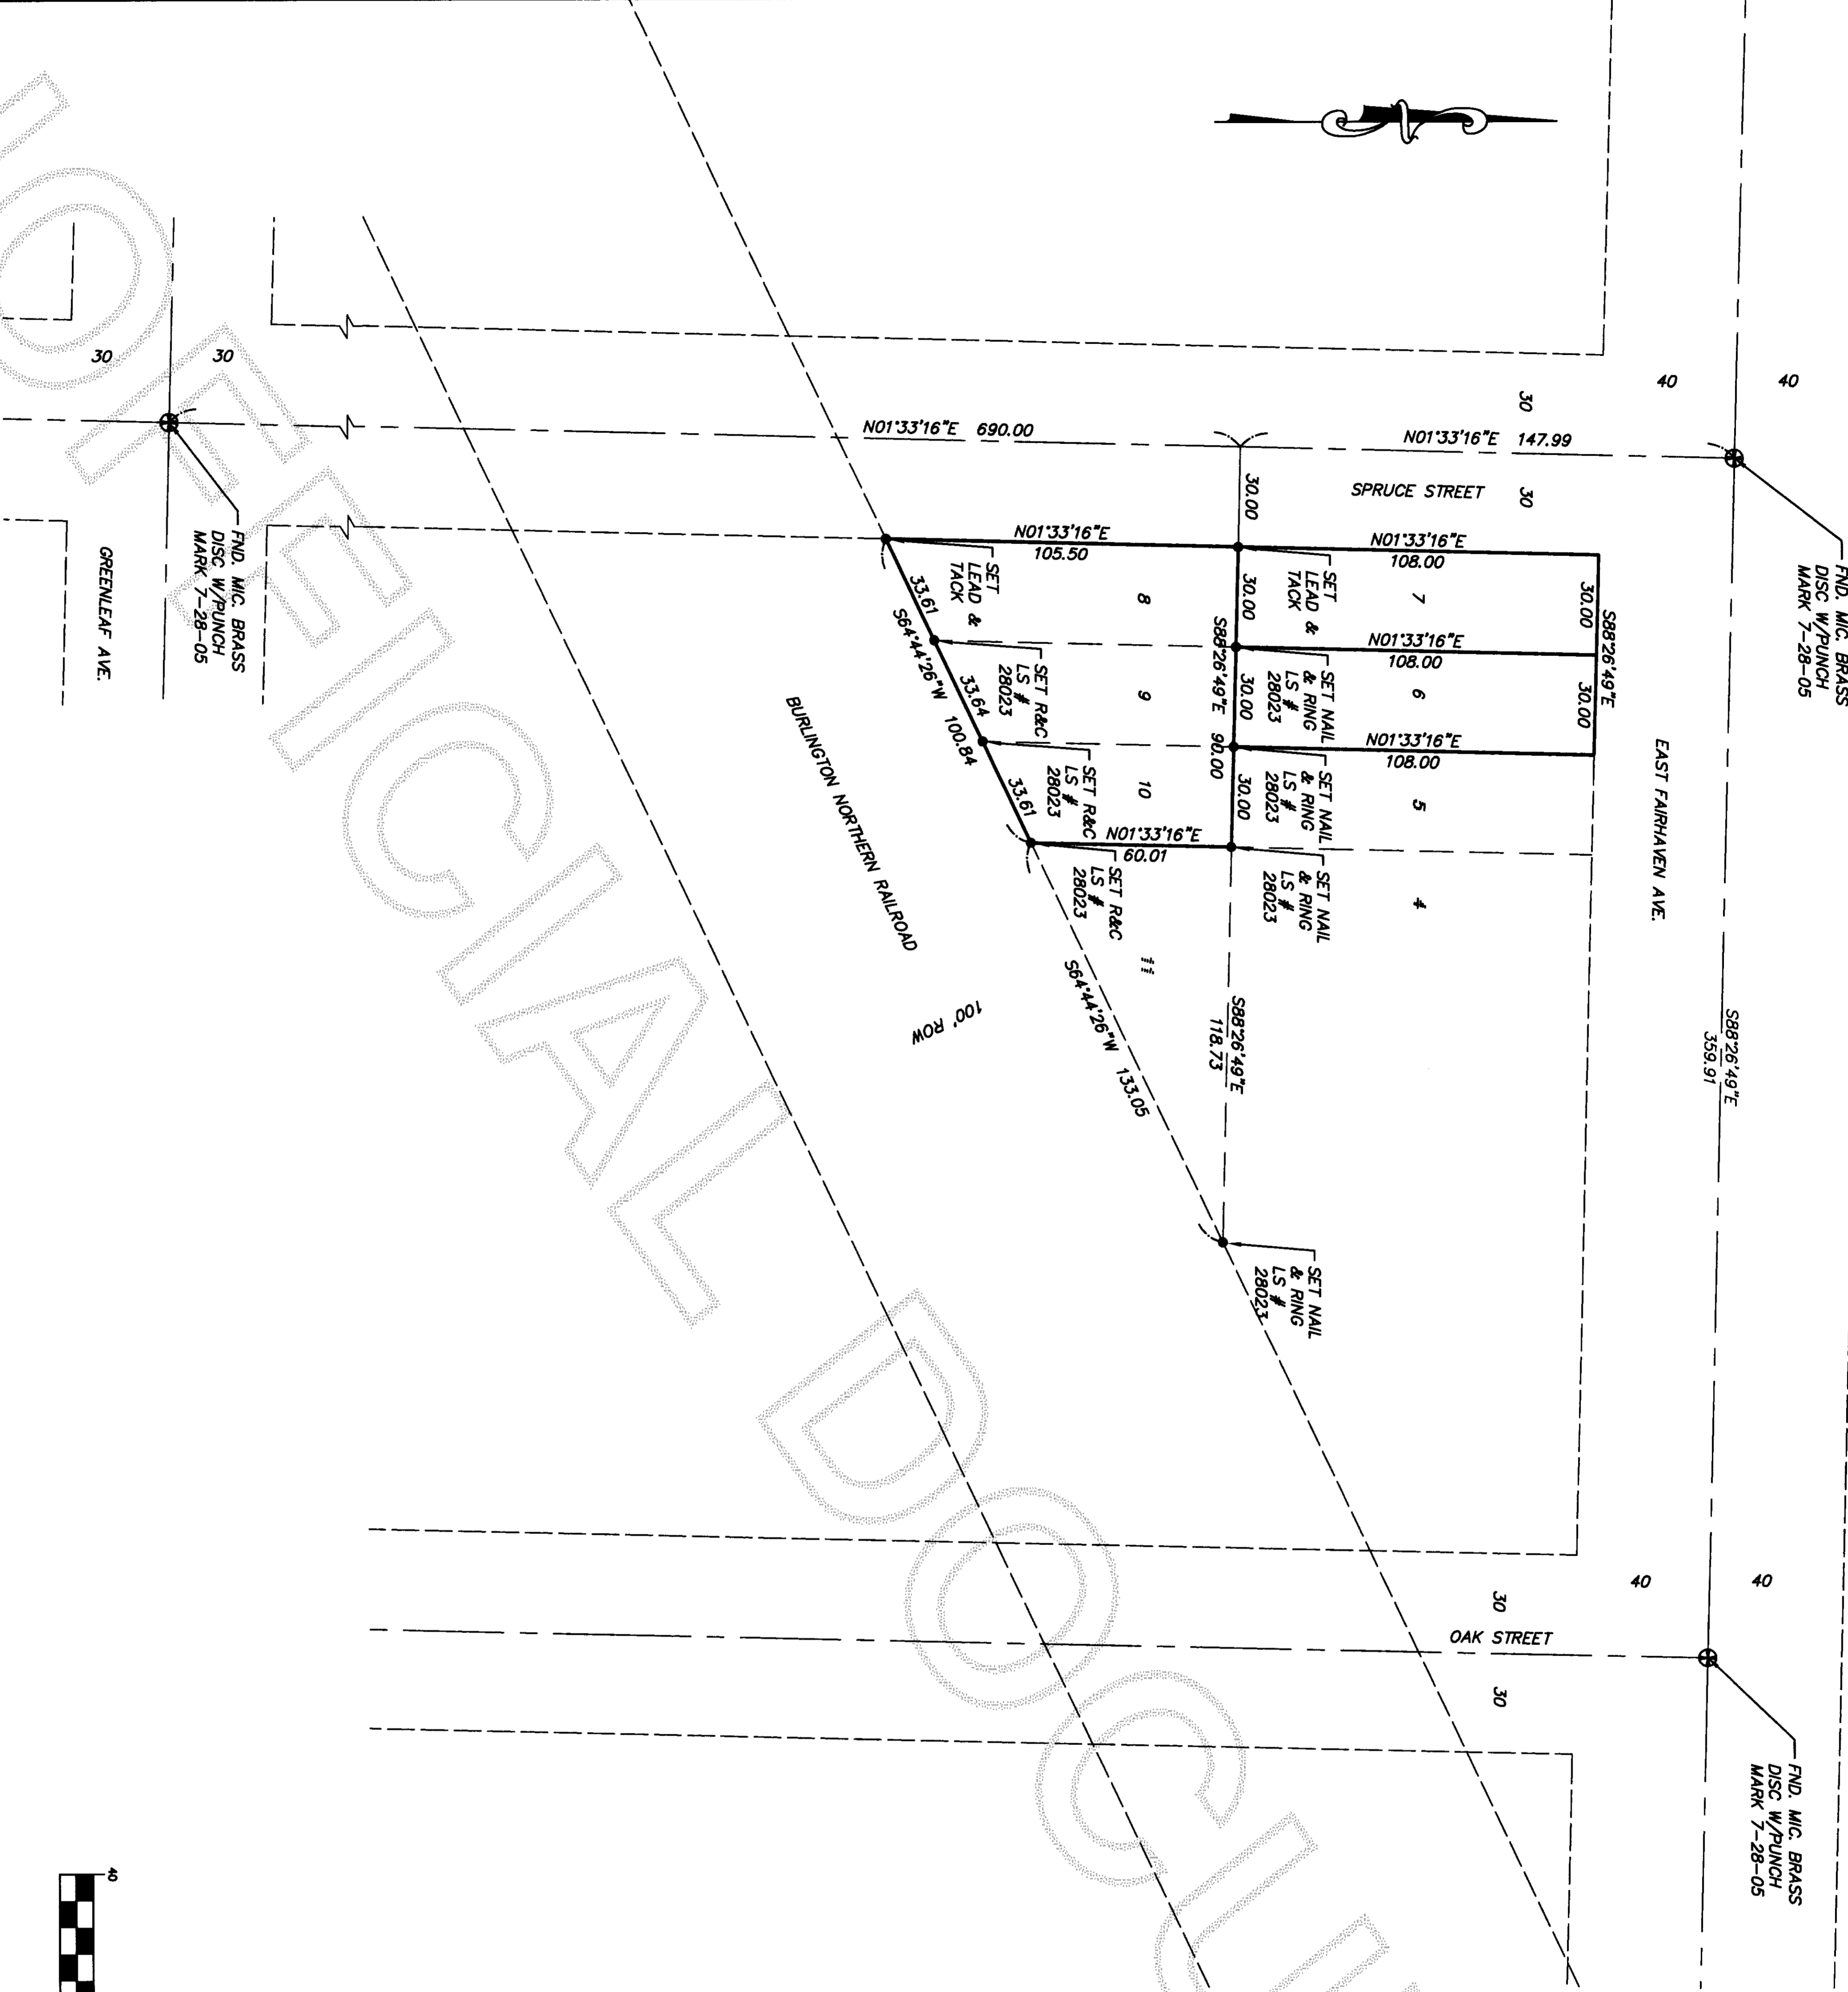 FND. MIC. BRASS
DISC W/PUNCH
MARK 7-28-05
40
40
S88°26'49"E
359.91
40
40
FND. MIC. BRASS
DISC W/PUNCH
MARK 7-28-05
EAST FAIRHAVEN AVE.
S88°26'49"E
30.00
30.00
30
30
SPRUCE STREET
N01°33'16"E 147.99
N01°33'16"E
108.00
N01°33'16"E
108.00
N01°33'16"E
108.00
7
6
5
4
30
30
OAK STREET
SET
LEAD &
TACK
SET NAIL
& RING
LS #
28023
SET NAIL
& RING
LS #
28023
SET NAIL
& RING
LS #
28023
SET NAIL
& RING
LS #
28023
30.00
30.00
30.00
30.00
S88°26'49"E 90.00
S88°26'49"E
118.73
N01°33'16"E 690.00
N01°33'16"E
105.50
8
9
10
11
N01°33'16"E
60.01
SET
LEAD &
TACK
SET R&C
LS #
28023
SET R&C
LS #
28023
SET R&C
LS #
28023
33.61
33.64
33.61
S64°44'26"W 100.84
S64°44'26"W 133.05
BURLINGTON NORTHERN RAILROAD
100' ROW
30
30
FND. MIC. BRASS
DISC W/PUNCH
MARK 7-28-05
GREENLEAF AVE.
40